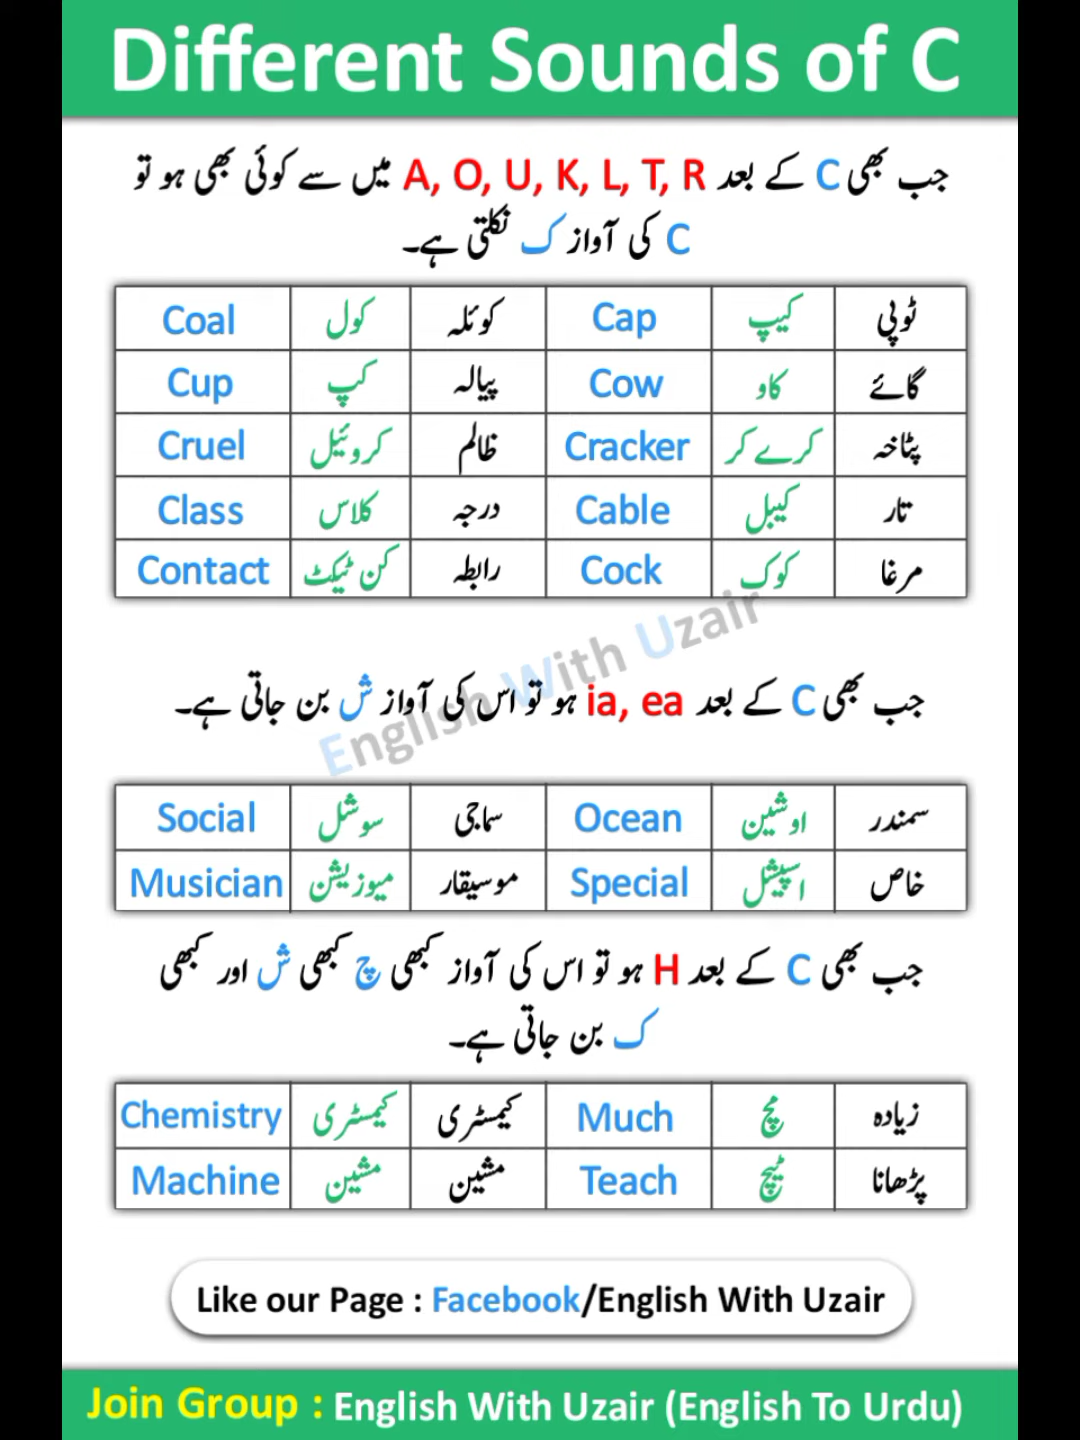 Different Sounds of C
جب بھی C کے بعد A, O, U, K, L, T, R میں سے کوئی بھی ہو تو
C کی آواز ک نکلتی ہے۔
Coal کول کوئلہ Cap کیپ ٹوپی
Cup کپ پیالہ Cow کاو گائے
Cruel کروئیل ظالم Cracker کرے کر پٹاخہ
Class کلاس درجہ Cable کیبل تار
Contact کن ٹیکٹ رابطہ Cock کوک مرغا
English With Uzair
جب بھی C کے بعد ia, ea ہو تو اس کی آواز ش بن جاتی ہے۔
Social سوشل سماجی Ocean اوشین سمندر
Musician میوزیشن موسیقار Special اسپیشل خاص
جب بھی C کے بعد H ہو تو اس کی آواز کبھی چ کبھی ش اور کبھی
ک بن جاتی ہے۔
Chemistry کیمسٹری کیمسٹری Much مچ زیادہ
Machine مشین مشین Teach ٹیچ پڑھانا
Like our Page : Facebook/English With Uzair
Join Group : English With Uzair (English To Urdu)